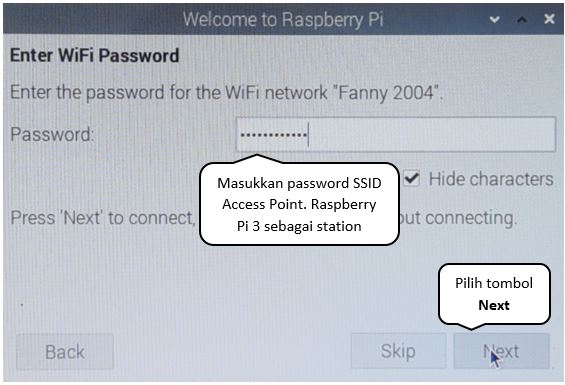 Welcome to Raspberry Pi
Enter WiFi Password
Enter the password for the WiFi network "Fanny 2004".
Password: ••••••••••••
Masukkan password SSID
Access Point. Raspberry
Pi 3 sebagai station
Hide characters
Press 'Next' to connect, out connecting.
Pilih tombol
Next
Back
Skip
Next